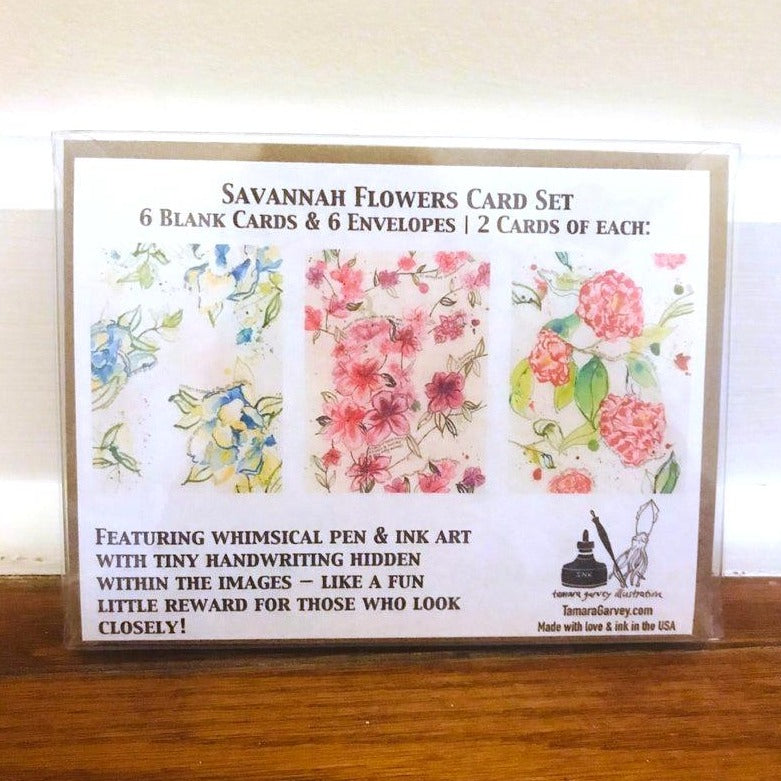 Savannah Flowers Card Set
6 Blank Cards & 6 Envelopes | 2 Cards of each:
Featuring whimsical pen & ink art
with tiny handwriting hidden
within the images – like a fun
little reward for those who look
closely!
INK
tamara garvey illustration
TamaraGarvey.com
Made with love & ink in the USA